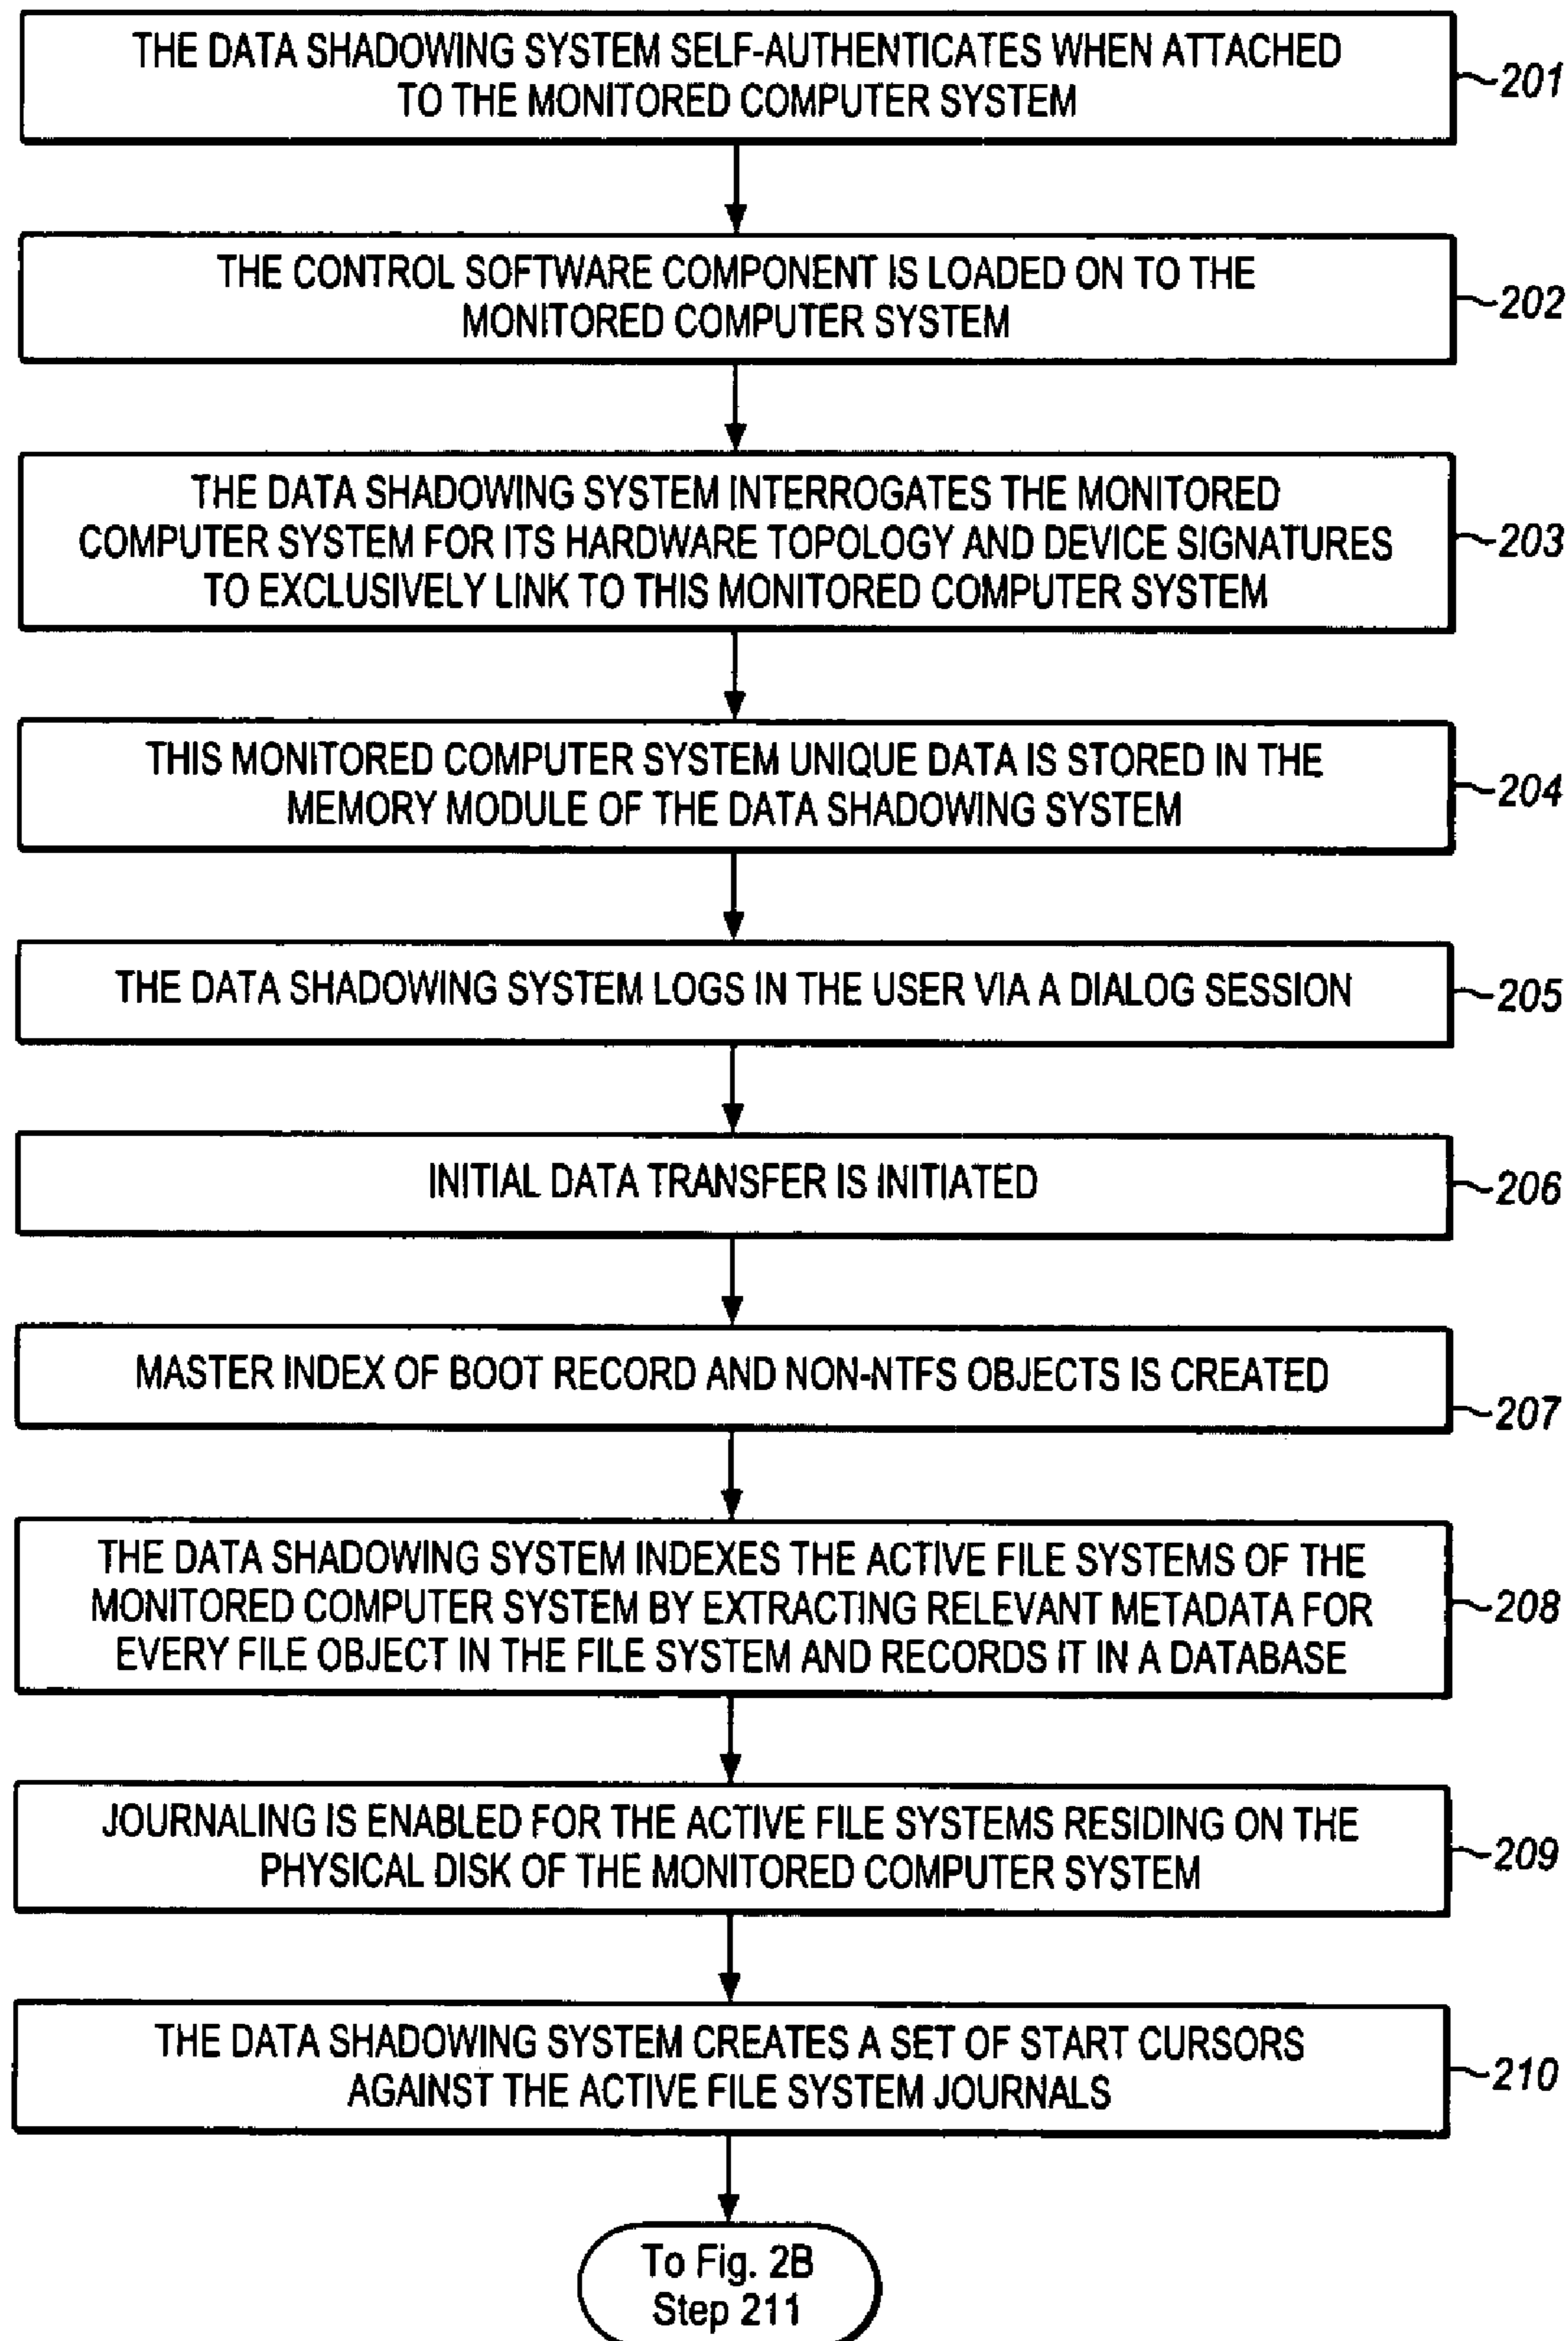 THE DATA SHADOWING SYSTEM SELF-AUTHENTICATES WHEN ATTACHED
TO THE MONITORED COMPUTER SYSTEM
201
THE CONTROL SOFTWARE COMPONENT IS LOADED ON TO THE
MONITORED COMPUTER SYSTEM
202
THE DATA SHADOWING SYSTEM INTERROGATES THE MONITORED
COMPUTER SYSTEM FOR ITS HARDWARE TOPOLOGY AND DEVICE SIGNATURES
TO EXCLUSIVELY LINK TO THIS MONITORED COMPUTER SYSTEM
203
THIS MONITORED COMPUTER SYSTEM UNIQUE DATA IS STORED IN THE
MEMORY MODULE OF THE DATA SHADOWING SYSTEM
204
THE DATA SHADOWING SYSTEM LOGS IN THE USER VIA A DIALOG SESSION
205
INITIAL DATA TRANSFER IS INITIATED
206
MASTER INDEX OF BOOT RECORD AND NON-NTFS OBJECTS IS CREATED
207
THE DATA SHADOWING SYSTEM INDEXES THE ACTIVE FILE SYSTEMS OF THE
MONITORED COMPUTER SYSTEM BY EXTRACTING RELEVANT METADATA FOR
EVERY FILE OBJECT IN THE FILE SYSTEM AND RECORDS IT IN A DATABASE
208
JOURNALING IS ENABLED FOR THE ACTIVE FILE SYSTEMS RESIDING ON THE
PHYSICAL DISK OF THE MONITORED COMPUTER SYSTEM
209
THE DATA SHADOWING SYSTEM CREATES A SET OF START CURSORS
AGAINST THE ACTIVE FILE SYSTEM JOURNALS
210
To Fig. 2B
Step 211